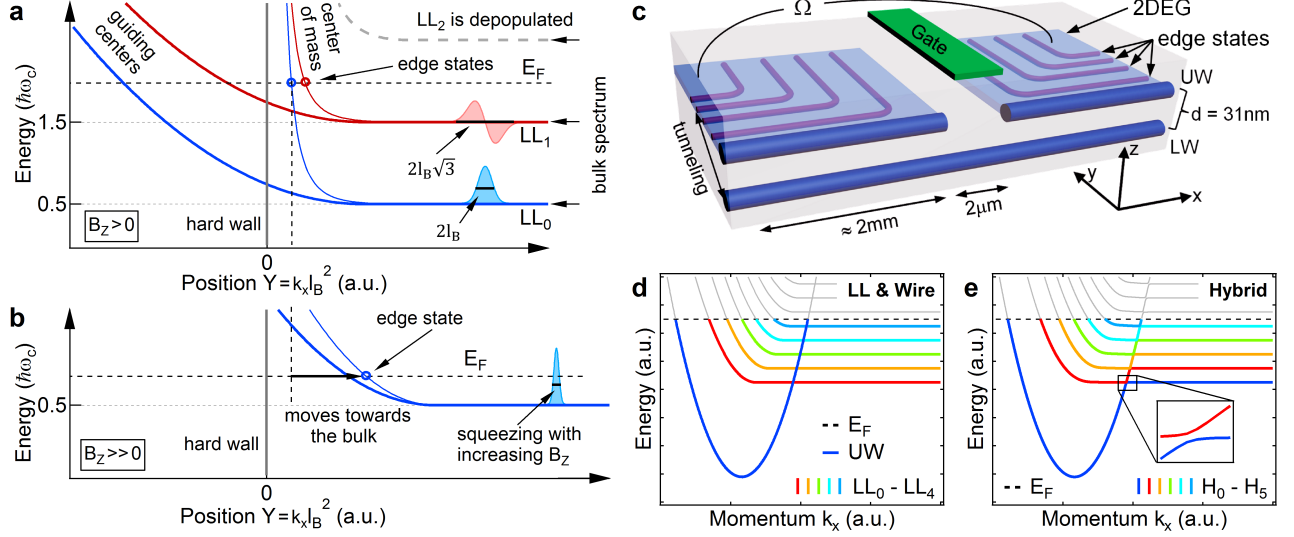 a
Energy (ħωc)
1.5
0.5
guiding
centers
center
of mass
LL2 is depopulated
edge states
EF
LL1
2lB√3
LL0
2lB
BZ>0
hard wall
0
Position Y=kxlB² (a.u.)
bulk spectrum
b
Energy (ħωc)
0.5
edge state
EF
moves towards
the bulk
squeezing with
increasing BZ
hard wall
BZ>>0
0
Position Y=kxlB² (a.u.)
c
Ω
Gate
2DEG
edge states
UW
d = 31nm
LW
tunneling
≈ 2mm
2μm
z
y
x
d
LL & Wire
Energy (a.u.)
EF
UW
LL0 - LL4
Momentum kx (a.u.)
e
Hybrid
Energy (a.u.)
EF
H0 - H5
Momentum kx (a.u.)